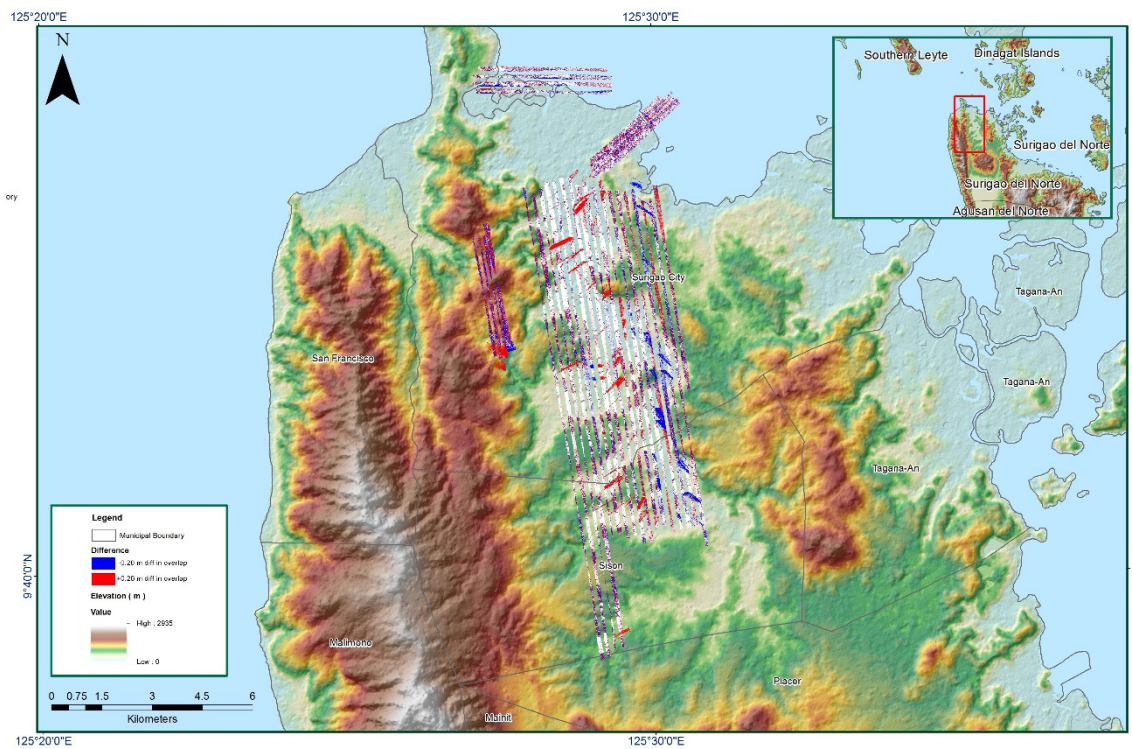 125°20'0"E
125°30'0"E
N
Southern Leyte
Dinagat Islands
Surigao del Norte
Surigao del Norte
Agusan del Norte
ory
Surigao City
Tagana-An
Tagana-An
San Francisco
Tagana-An
Legend
Municipal Boundary
Difference
-0.20 m diff in overlap
+0.20 m diff in overlap
Elevation ( m )
Value
High : 2935
Low : 0
9°40'0"N
Sison
Malimono
Placer
Mainit
0 0.75 1.5 3 4.5 6
Kilometers
125°20'0"E
125°30'0"E